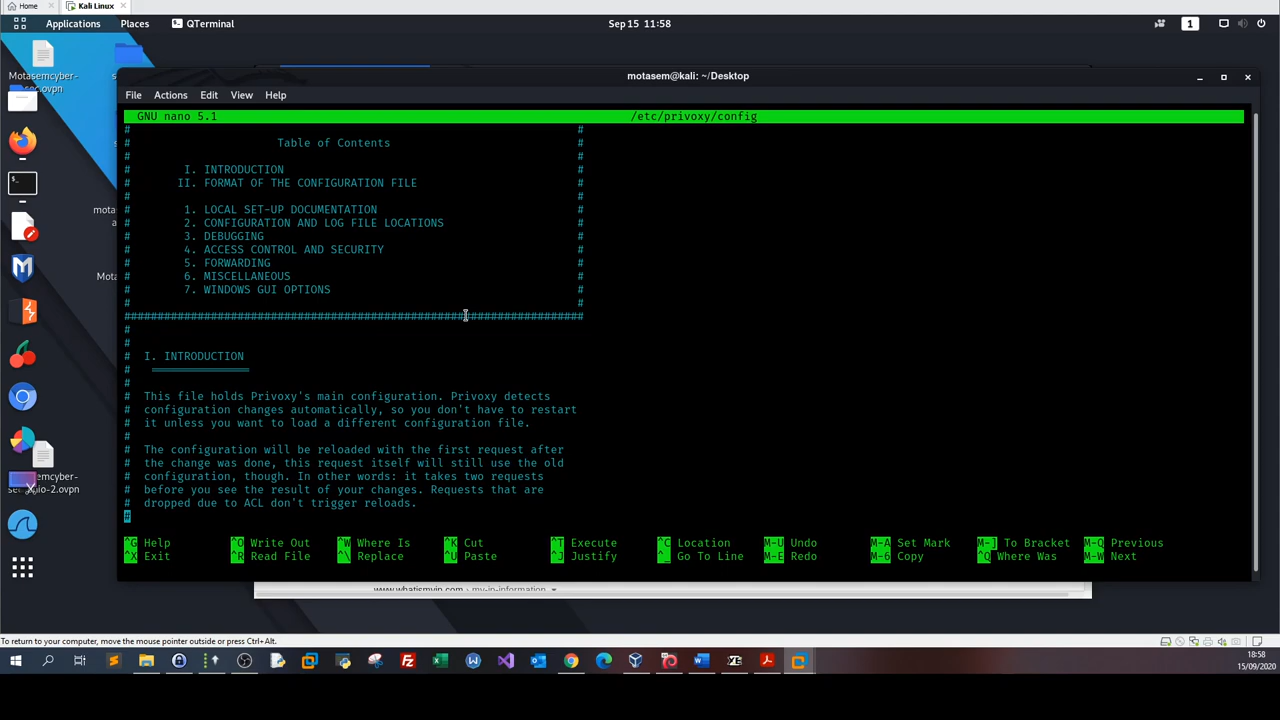 Home
Kali Linux
Applications
Places
QTerminal
Sep 15 11:58
1
Motasemcyber-
sec.ovpn
motasem@kali: ~/Desktop
File Actions Edit View Help
GNU nano 5.1 /etc/privoxy/config
# #
# Table of Contents #
# #
# I. INTRODUCTION #
# II. FORMAT OF THE CONFIGURATION FILE #
# #
# 1. LOCAL SET-UP DOCUMENTATION #
# 2. CONFIGURATION AND LOG FILE LOCATIONS #
# 3. DEBUGGING #
# 4. ACCESS CONTROL AND SECURITY #
# 5. FORWARDING #
# 6. MISCELLANEOUS #
# 7. WINDOWS GUI OPTIONS #
# #
#####################################################################
#
#
# I. INTRODUCTION
# ===============
#
# This file holds Privoxy's main configuration. Privoxy detects
# configuration changes automatically, so you don't have to restart
# it unless you want to load a different configuration file.
#
# The configuration will be reloaded with the first request after
# the change was done, this request itself will still use the old
# configuration, though. In other words: it takes two requests
# before you see the result of your changes. Requests that are
# dropped due to ACL don't trigger reloads.
#
^G Help ^O Write Out ^W Where Is ^K Cut ^T Execute ^C Location M-U Undo M-A Set Mark M-] To Bracket M-Q Previous
^X Exit ^R Read File ^\ Replace ^U Paste ^J Justify ^_ Go To Line M-E Redo M-6 Copy ^Q Where Was M-W Next
www.whatismyip.com › my-ip-information
To return to your computer, move the mouse pointer outside or press Ctrl+Alt.
18:58
15/09/2020